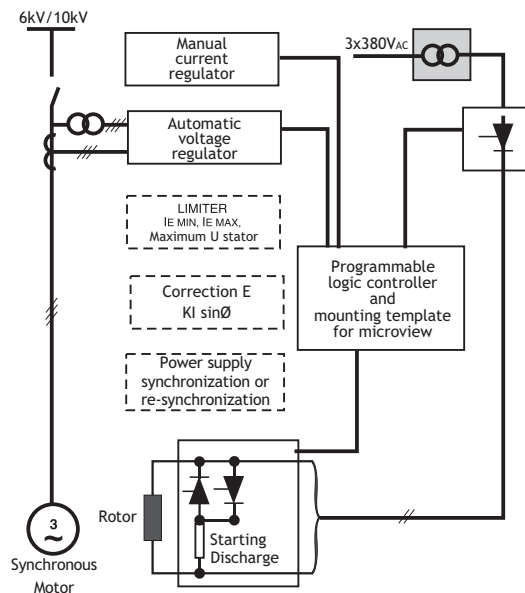 6kV/10kV
Manual
current
regulator
3x380VAC
Automatic
voltage
regulator
LIMITER
IE MIN, IE MAX,
Maximum U stator
Correction E
KI sinØ
Power supply
synchronization or
re-synchronization
Programmable
logic controller
and
mounting template
for microview
Rotor
Starting
Discharge
3
~
Synchronous
Motor